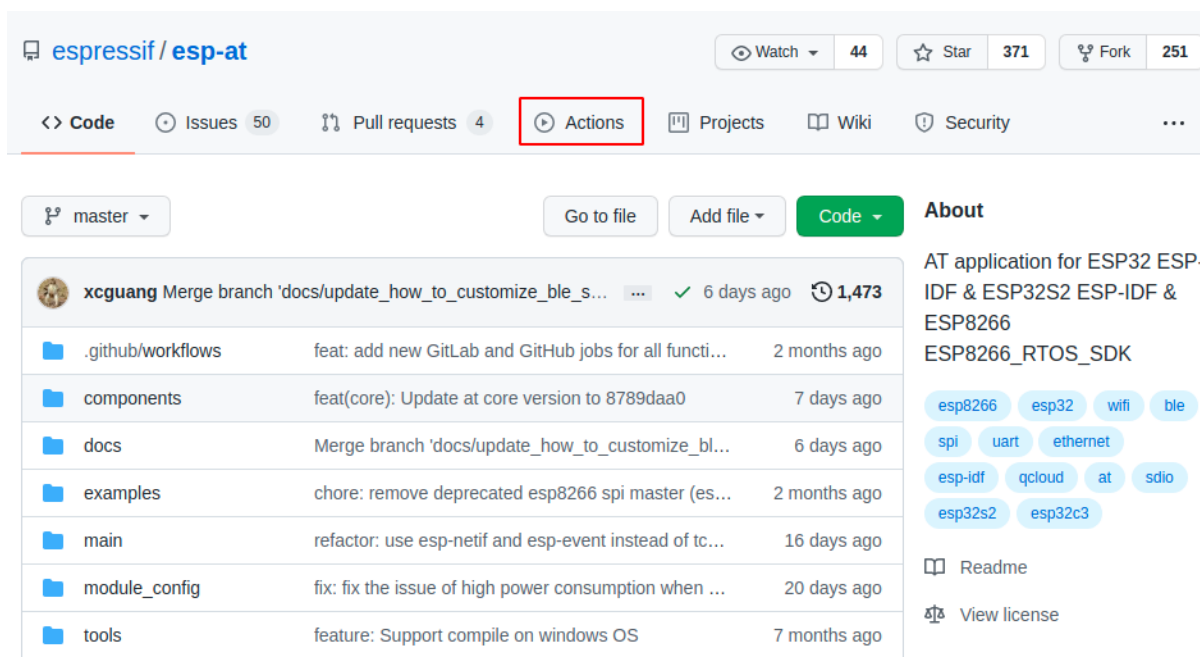 espressif / esp-at
Watch 44 Star 371 Fork 251
Code Issues 50 Pull requests 4 Actions Projects Wiki Security ...
master Go to file Add file Code
xcguang Merge branch 'docs/update_how_to_customize_ble_s... ... 6 days ago 1,473
.github/workflows feat: add new GitLab and GitHub jobs for all functi... 2 months ago
components feat(core): Update at core version to 8789daa0 7 days ago
docs Merge branch 'docs/update_how_to_customize_bl... 6 days ago
examples chore: remove deprecated esp8266 spi master (es... 2 months ago
main refactor: use esp-netif and esp-event instead of tc... 16 days ago
module_config fix: fix the issue of high power consumption when ... 20 days ago
tools feature: Support compile on windows OS 7 months ago
About
AT application for ESP32 ESP-
IDF & ESP32S2 ESP-IDF &
ESP8266
ESP8266_RTOS_SDK
esp8266 esp32 wifi ble
spi uart ethernet
esp-idf qcloud at sdio
esp32s2 esp32c3
Readme
View license